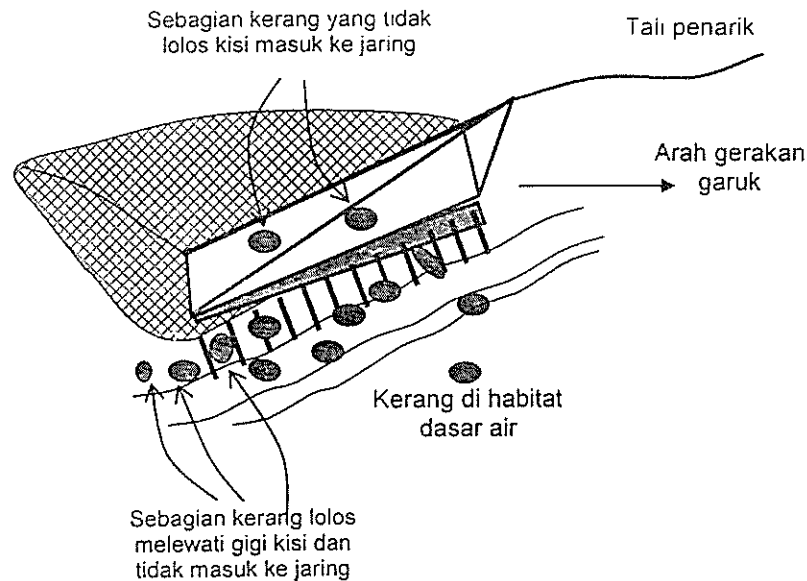 Sebagian kerang yang tidak
lolos kisi masuk ke jaring
Tali penarik
Arah gerakan
garuk
Kerang di habitat
dasar air
Sebagian kerang lolos
melewati gigi kisi dan
tidak masuk ke jaring